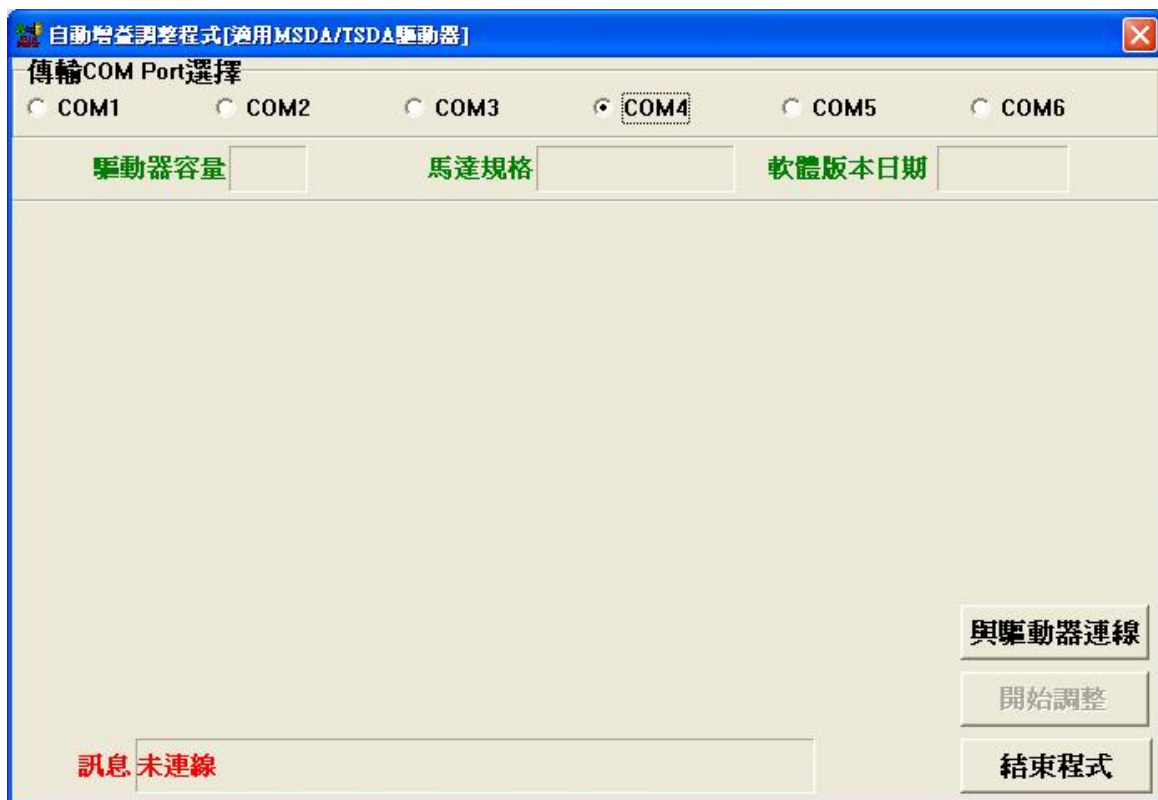 自動增益調整程式[適用MSDA/TSDA驅動器]
傳輸COM Port選擇
COM1 COM2 COM3 COM4 COM5 COM6
驅動器容量 馬達規格 軟體版本日期
與驅動器連線
開始調整
訊息 未連線 結束程式